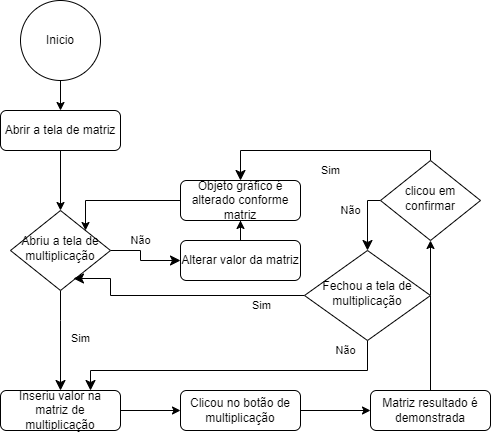 Inicio
Abrir a tela de matriz
Sim
Objeto gráfico é
alterado conforme
matriz
clicou em
confirmar
Não
Abriu a tela de
multiplicação
Não
Alterar valor da matriz
Fechou a tela de
multiplicação
Sim
Sim
Não
Inseriu valor na
matriz de
multiplicação
Clicou no botão de
multiplicação
Matriz resultado é
demonstrada